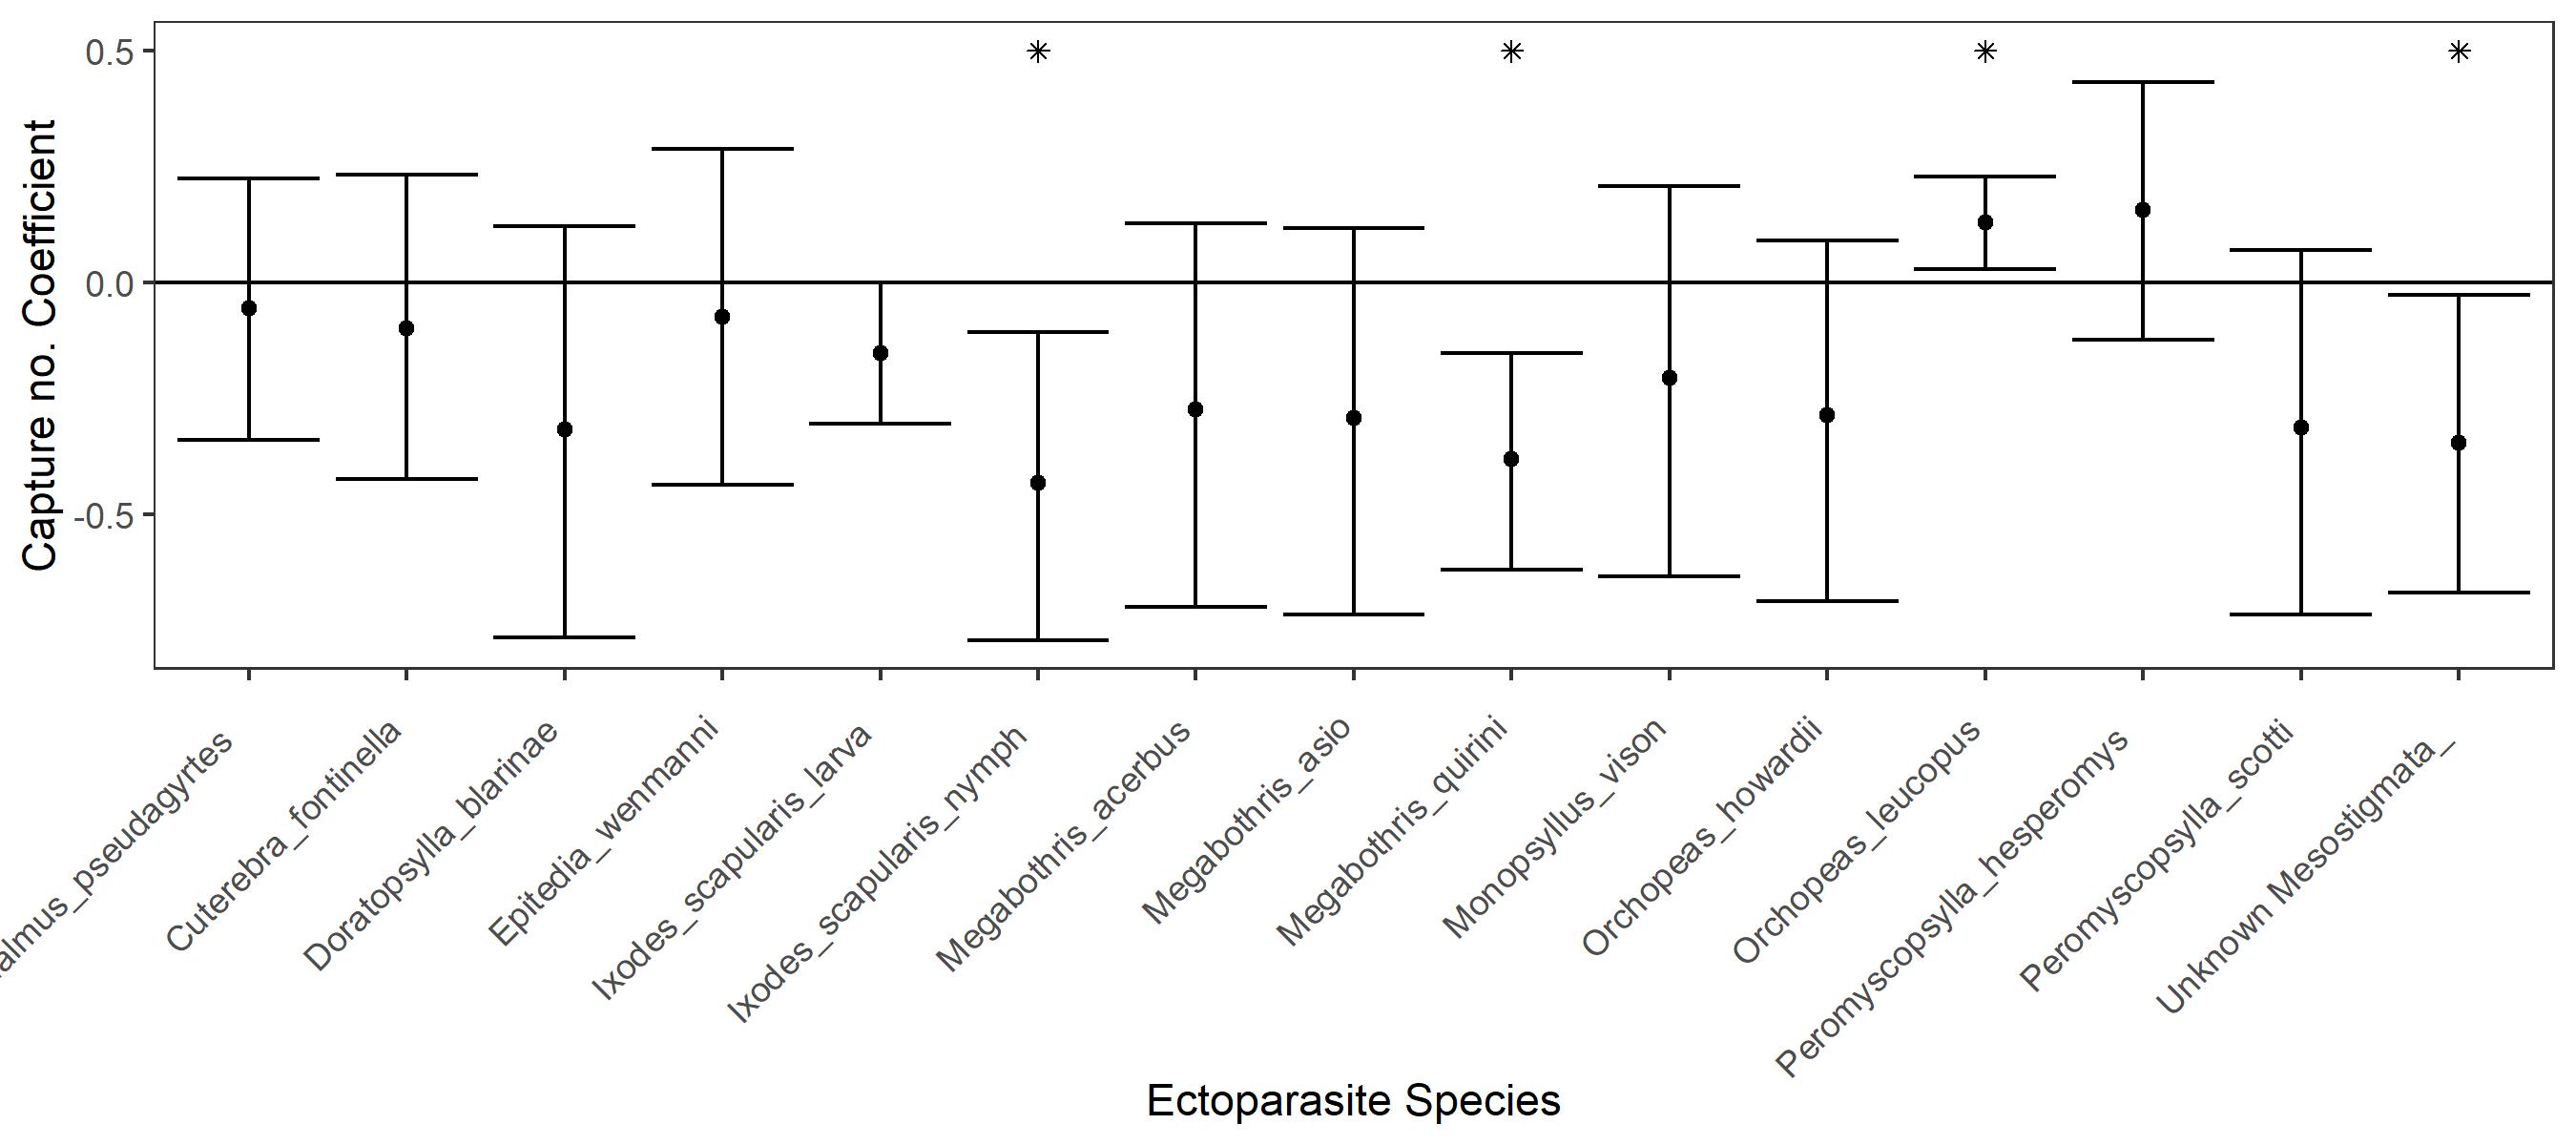 0.5
0.0
-0.5
Capture no. Coefficient
almus_pseudagyrtes
Cuterebra_fontinella
Doratopsylla_blarinae
Epitedia_wenmanni
Ixodes_scapularis_larva
Ixodes_scapularis_nymph
Megabothris_acerbus
Megabothris_asio
Megabothris_quirini
Monopsyllus_vison
Orchopeas_howardii
Orchopeas_leucopus
Peromyscopsylla_hesperomys
Peromyscopsylla_scotti
Unknown Mesostigmata_
Ectoparasite Species